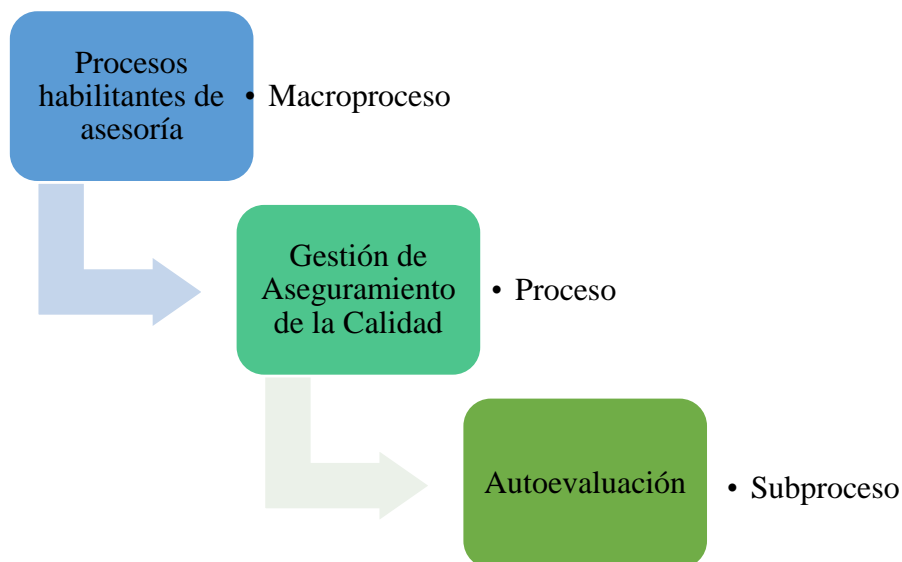 Procesos
habilitantes de
asesoría
• Macroproceso
Gestión de
Aseguramiento
de la Calidad
• Proceso
Autoevaluación
• Subproceso